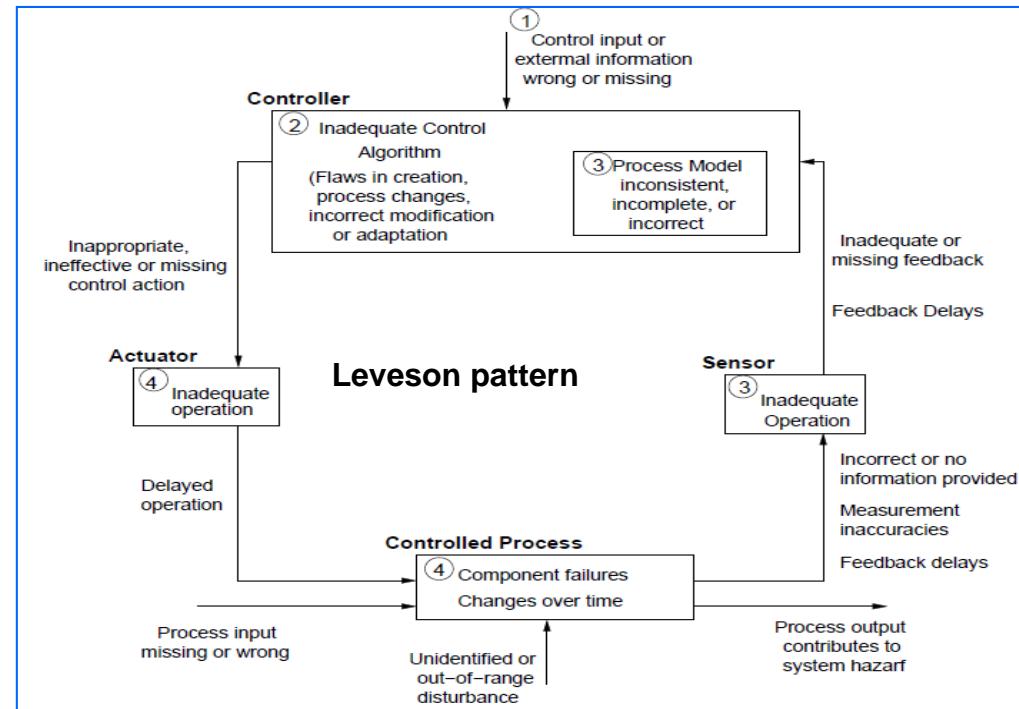 ①
Control input or
extermal information
wrong or missing
Controller
② Inadequate Control
Algorithm
(Flaws in creation,
process changes,
incorrect modification
or adaptation
③ Process Model
inconsistent,
incomplete, or
incorrect
Inappropriate,
ineffective or missing
control action
Inadequate or
missing feedback
Feedback Delays
Actuator
④ Inadequate
operation
Leveson pattern
Sensor
③ Inadequate
Operation
Delayed
operation
Incorrect or no
information provided
Measurement
inaccuracies
Feedback delays
Controlled Process
④ Component failures
Changes over time
Process input
missing or wrong
Unidentified or
out−of−range
disturbance
Process output
contributes to
system hazarf